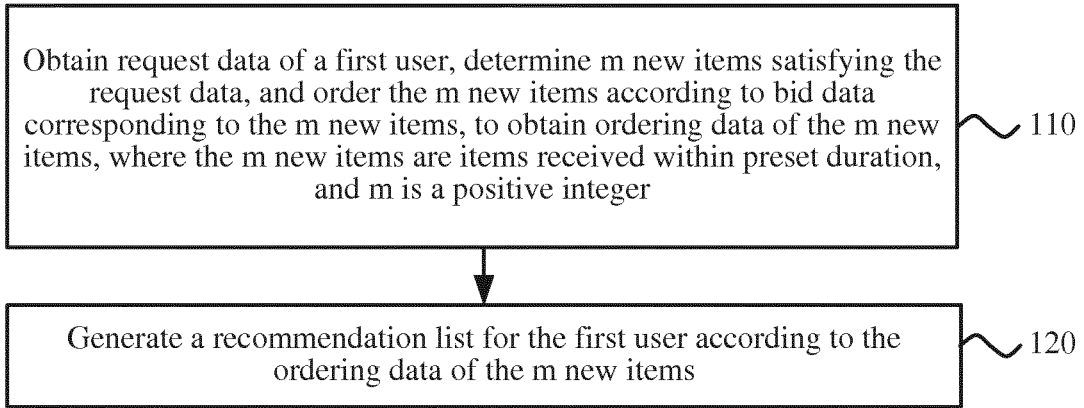 Obtain request data of a first user, determine m new items satisfying the
request data, and order the m new items according to bid data
corresponding to the m new items, to obtain ordering data of the m new
items, where the m new items are items received within preset duration,
and m is a positive integer
110
Generate a recommendation list for the first user according to the
ordering data of the m new items
120